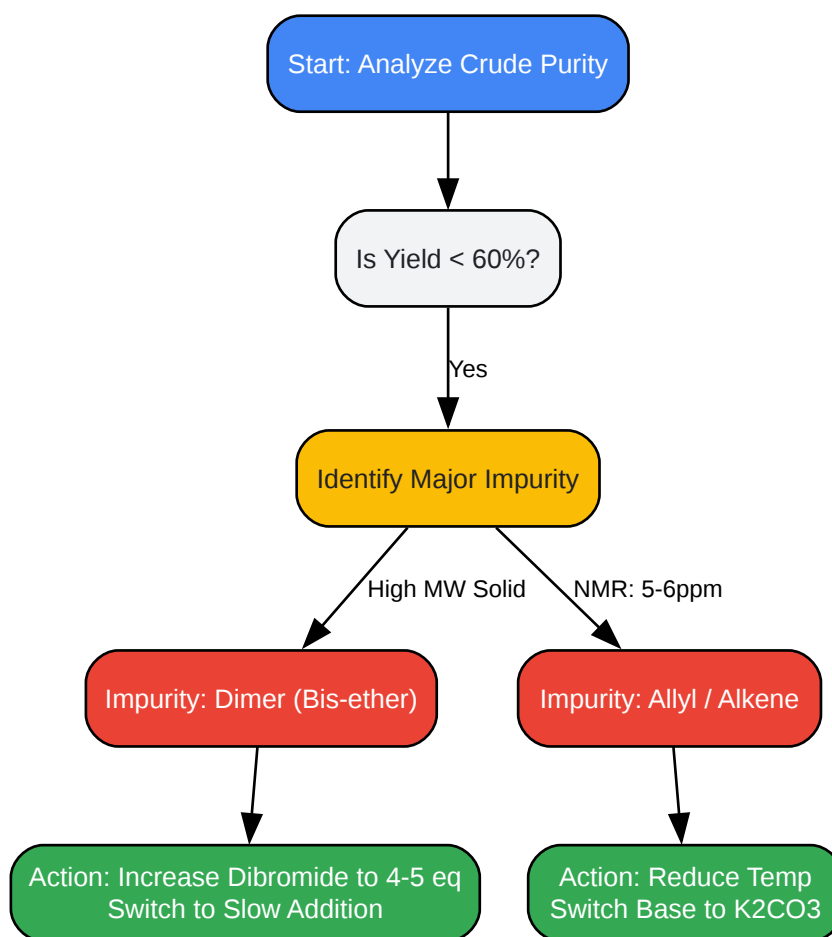 Start: Analyze Crude Purity
Is Yield < 60%?
Yes
Identify Major Impurity
High MW Solid
NMR: 5-6ppm
Impurity: Dimer (Bis-ether)
Impurity: Allyl / Alkene
Action: Increase Dibromide to 4-5 eq
Switch to Slow Addition
Action: Reduce Temp
Switch Base to K2CO3